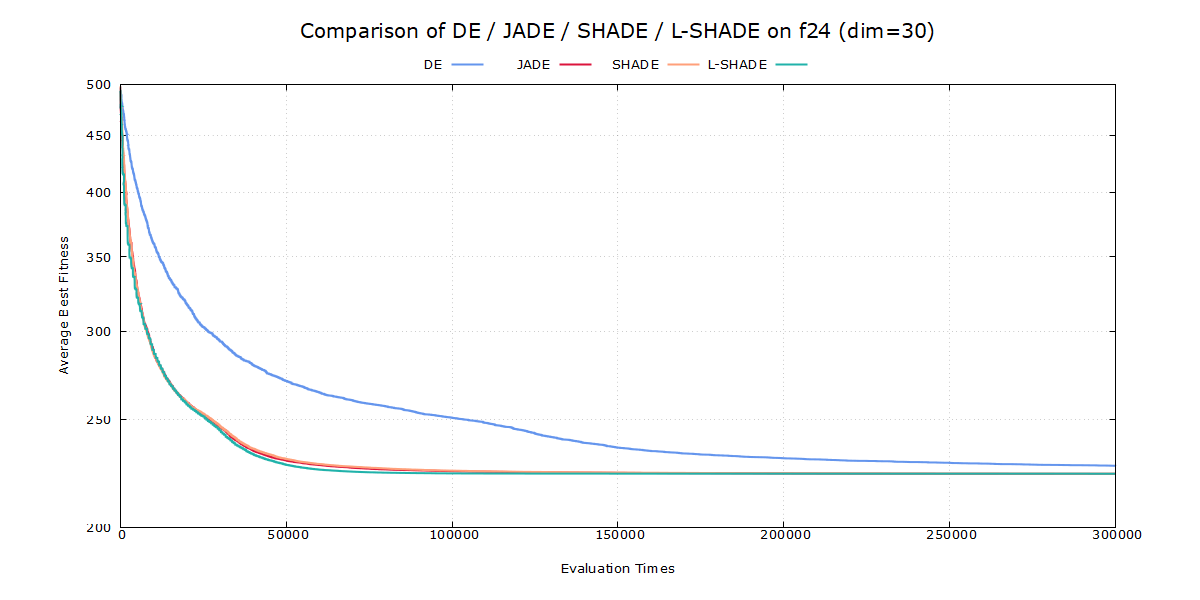 Comparison of DE / JADE / SHADE / L-SHADE on f24 (dim=30)
DE JADE SHADE L-SHADE
500
450
400
350
300
250
200
Average Best Fitness
0 50000 100000 150000 200000 250000 300000
Evaluation Times